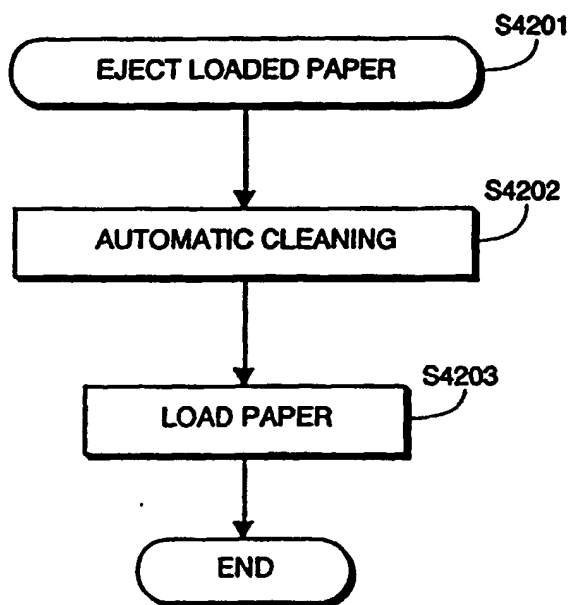 S4201
EJECT LOADED PAPER
S4202
AUTOMATIC CLEANING
S4203
LOAD PAPER
END